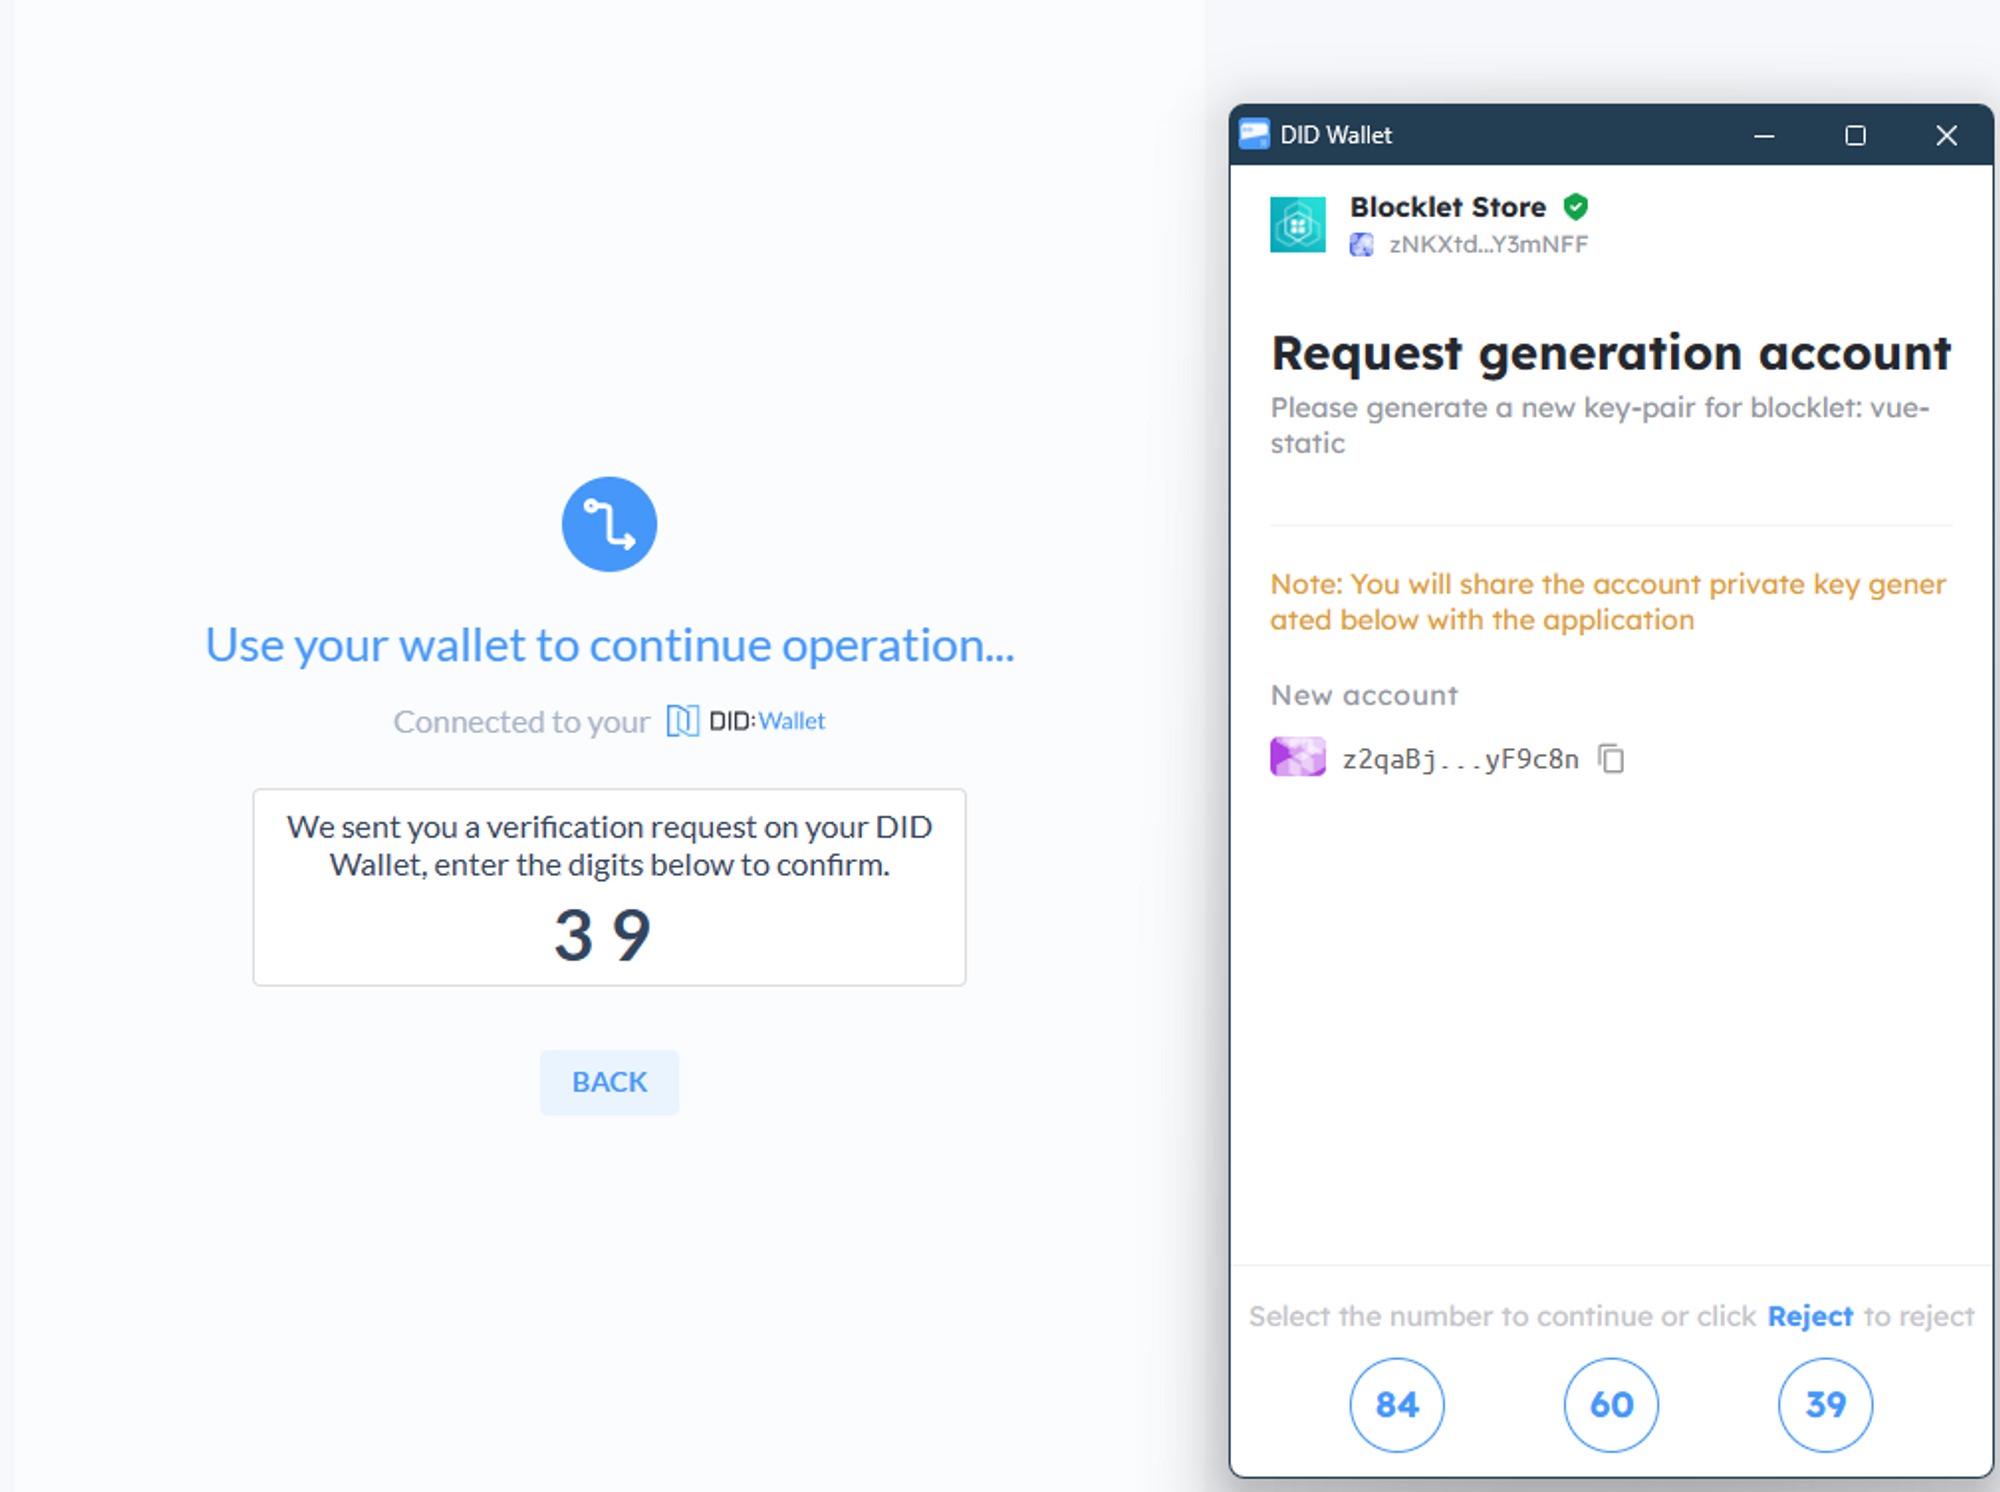 Use your wallet to continue operation...
Connected to your DID:Wallet
We sent you a verification request on your DID
Wallet, enter the digits below to confirm.
3 9
BACK
DID Wallet
Blocklet Store
zNKXtd...Y3mNFF
Request generation account
Please generate a new key-pair for blocklet: vue-
static
Note: You will share the account private key gener
ated below with the application
New account
z2qaBj...yF9c8n
Select the number to continue or click Reject to reject
84
60
39